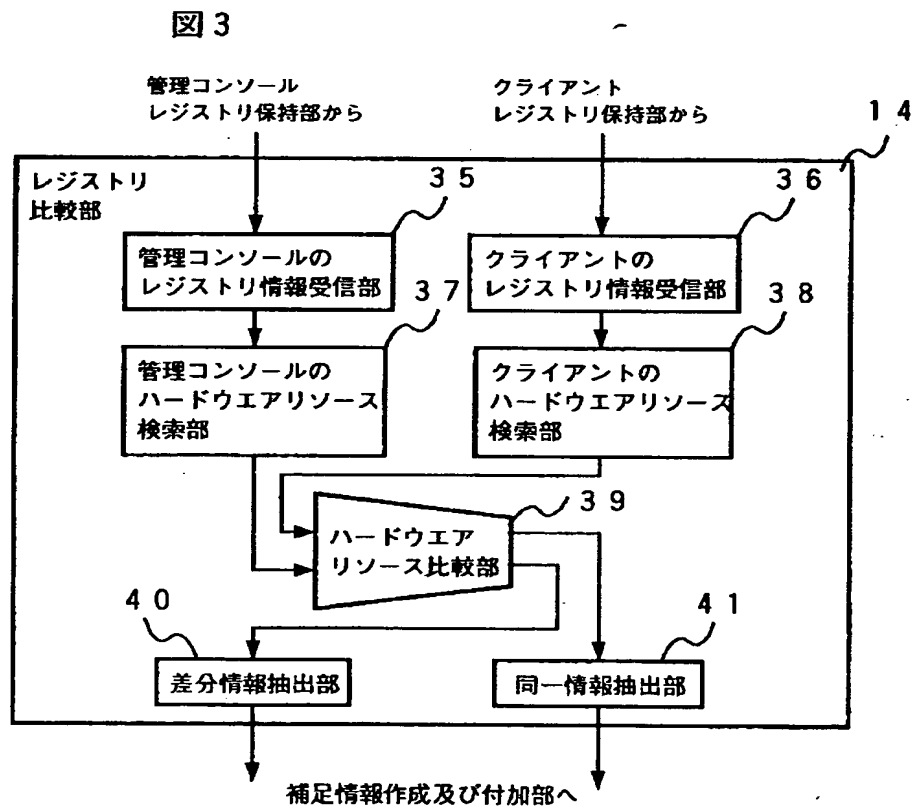 図3
管理コンソール
レジストリ保持部から
クライアント
レジストリ保持部から
14
レジストリ
比較部
35
管理コンソールの
レジストリ情報受信部
36
クライアントの
レジストリ情報受信部
37
管理コンソールの
ハードウエアリソース
検索部
38
クライアントの
ハードウエアリソース
検索部
39
ハードウエア
リソース比較部
40
差分情報抽出部
41
同一情報抽出部
補足情報作成及び付加部へ